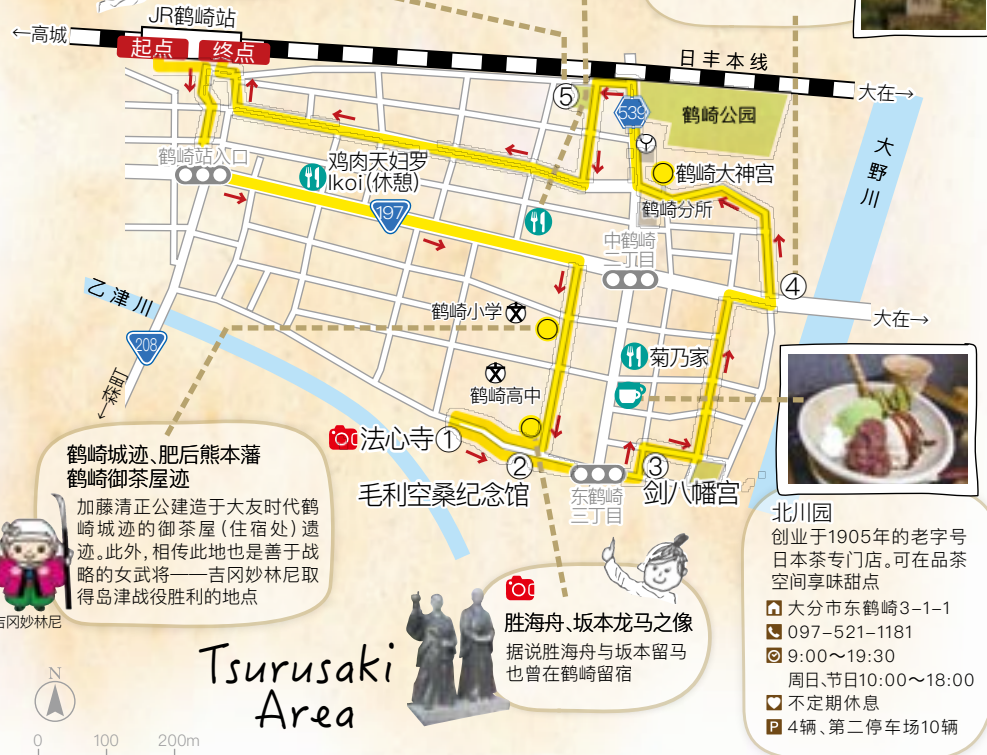 JR鹤崎站
←高城
起点
终点
日丰本线
大在→
⑤
539
鹤崎公园
大野川
鹤崎站入口
鸡肉天妇罗
Ikoi(休憩)
鹤崎大神宫
197
鹤崎分所
中鹤崎
二丁目
④
乙津川
鹤崎小学
大在→
208
菊乃家
←森町
鹤崎高中
法心寺①
②
③
毛利空桑纪念馆
东鹤崎
三丁目
剑八幡宫
鹤崎城迹、肥后熊本藩
鹤崎御茶屋迹
加藤清正公建造于大友时代鹤
崎城迹的御茶屋(住宿处)遗
迹。此外,相传此地也是善于战
略的女武将——吉冈妙林尼取
得岛津战役胜利的地点
吉冈妙林尼
胜海舟、坂本龙马之像
据说胜海舟与坂本留马
也曾在鹤崎留宿
北川园
创业于1905年的老字号
日本茶专门店。可在品茶
空间享味甜点
大分市东鹤崎3-1-1
097-521-1181
9:00～19:30
周日、节日10:00～18:00
不定期休息
P 4辆、第二停车场10辆
Tsurusaki
Area
N
0 100 200m